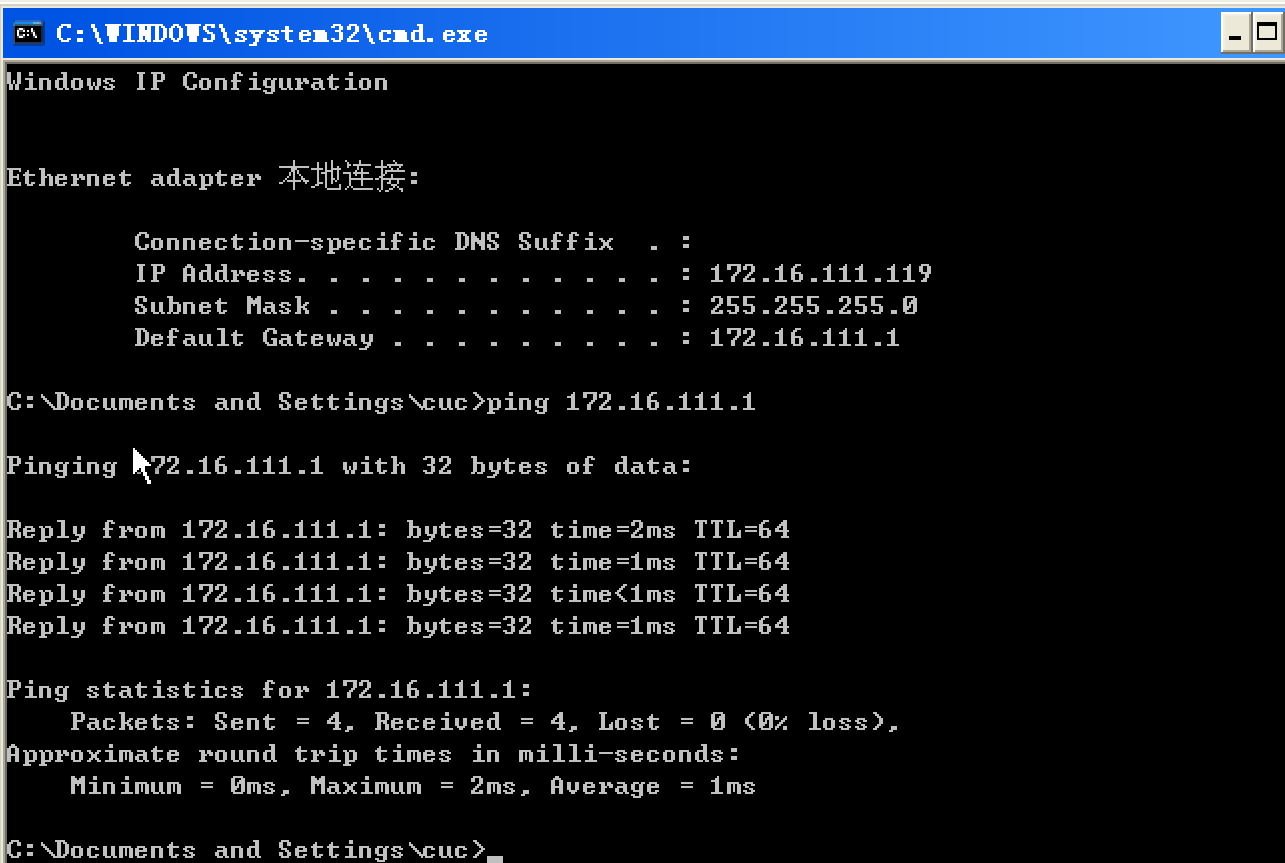 C:\WINDOWS\system32\cmd.exe
Windows IP Configuration
Ethernet adapter 本地连接:
Connection-specific DNS Suffix . :
IP Address. . . . . . . . . . . . : 172.16.111.119
Subnet Mask . . . . . . . . . . . : 255.255.255.0
Default Gateway . . . . . . . . . : 172.16.111.1
C:\Documents and Settings\cuc>ping 172.16.111.1
Pinging 172.16.111.1 with 32 bytes of data:
Reply from 172.16.111.1: bytes=32 time=2ms TTL=64
Reply from 172.16.111.1: bytes=32 time=1ms TTL=64
Reply from 172.16.111.1: bytes=32 time<1ms TTL=64
Reply from 172.16.111.1: bytes=32 time=1ms TTL=64
Ping statistics for 172.16.111.1:
Packets: Sent = 4, Received = 4, Lost = 0 (0% loss),
Approximate round trip times in milli-seconds:
Minimum = 0ms, Maximum = 2ms, Average = 1ms
C:\Documents and Settings\cuc>_